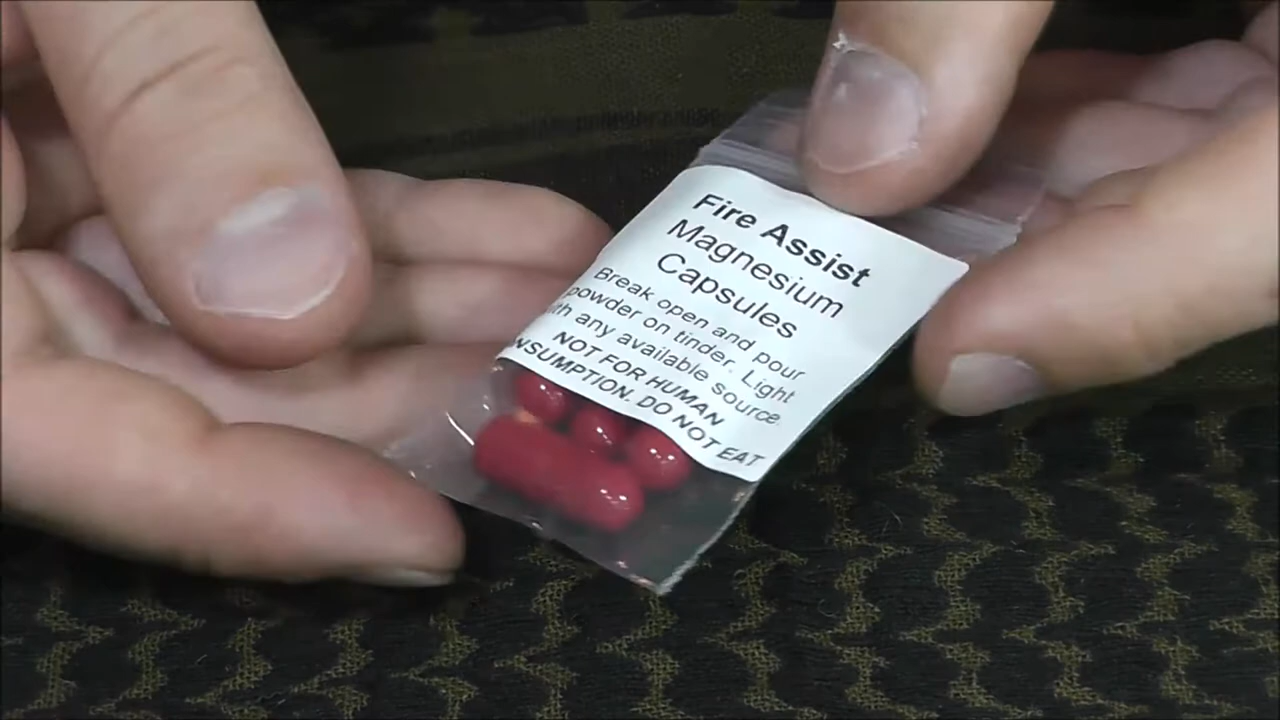 Fire Assist
Magnesium
Capsules
Break open and pour
powder on tinder. Light
any available source.
NOT FOR HUMAN
DO NOT EAT